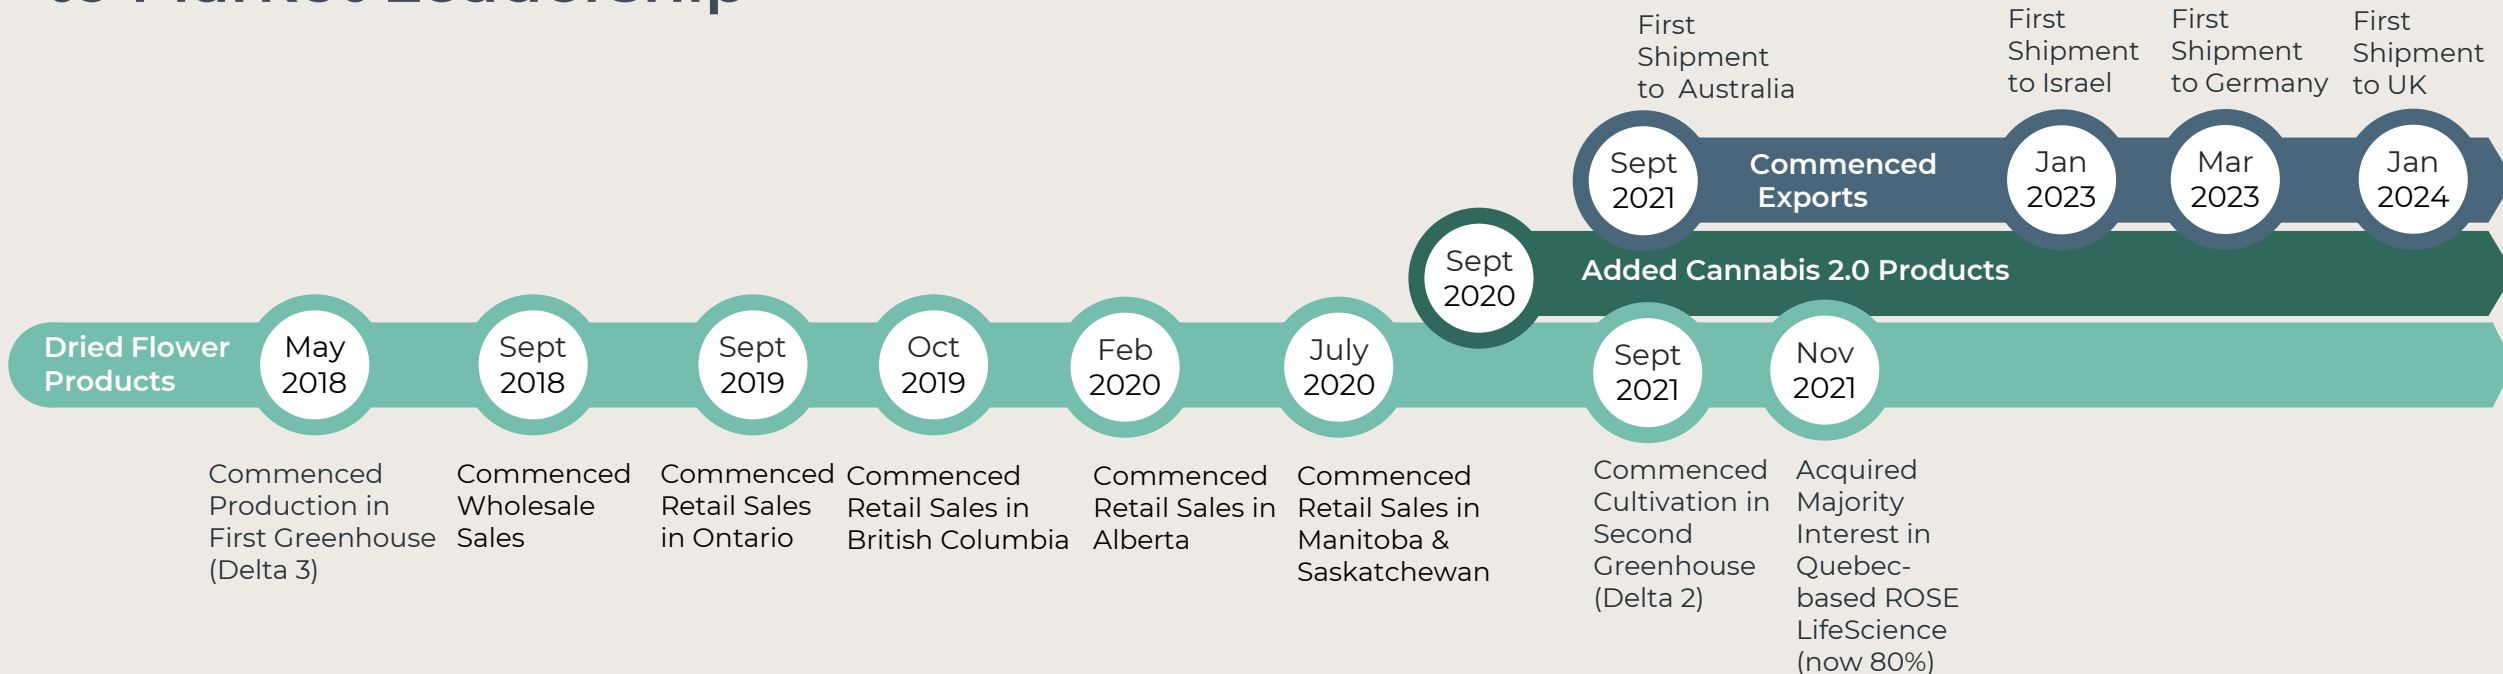 to Market Leadership
First
Shipment
to Australia
First
Shipment
to Israel
First
Shipment
to Germany
First
Shipment
to UK
Sept
2021
Commenced
Exports
Jan
2023
Mar
2023
Jan
2024
Sept
2020
Added Cannabis 2.0 Products
Dried Flower
Products
May
2018
Sept
2018
Sept
2019
Oct
2019
Feb
2020
July
2020
Sept
2021
Nov
2021
Commenced
Production in
First Greenhouse
(Delta 3)
Commenced
Wholesale
Sales
Commenced
Retail Sales
in Ontario
Commenced
Retail Sales in
British Columbia
Commenced
Retail Sales in
Alberta
Commenced
Retail Sales in
Manitoba &
Saskatchewan
Commenced
Cultivation in
Second
Greenhouse
(Delta 2)
Acquired
Majority
Interest in
Quebec-
based ROSE
LifeScience
(now 80%)